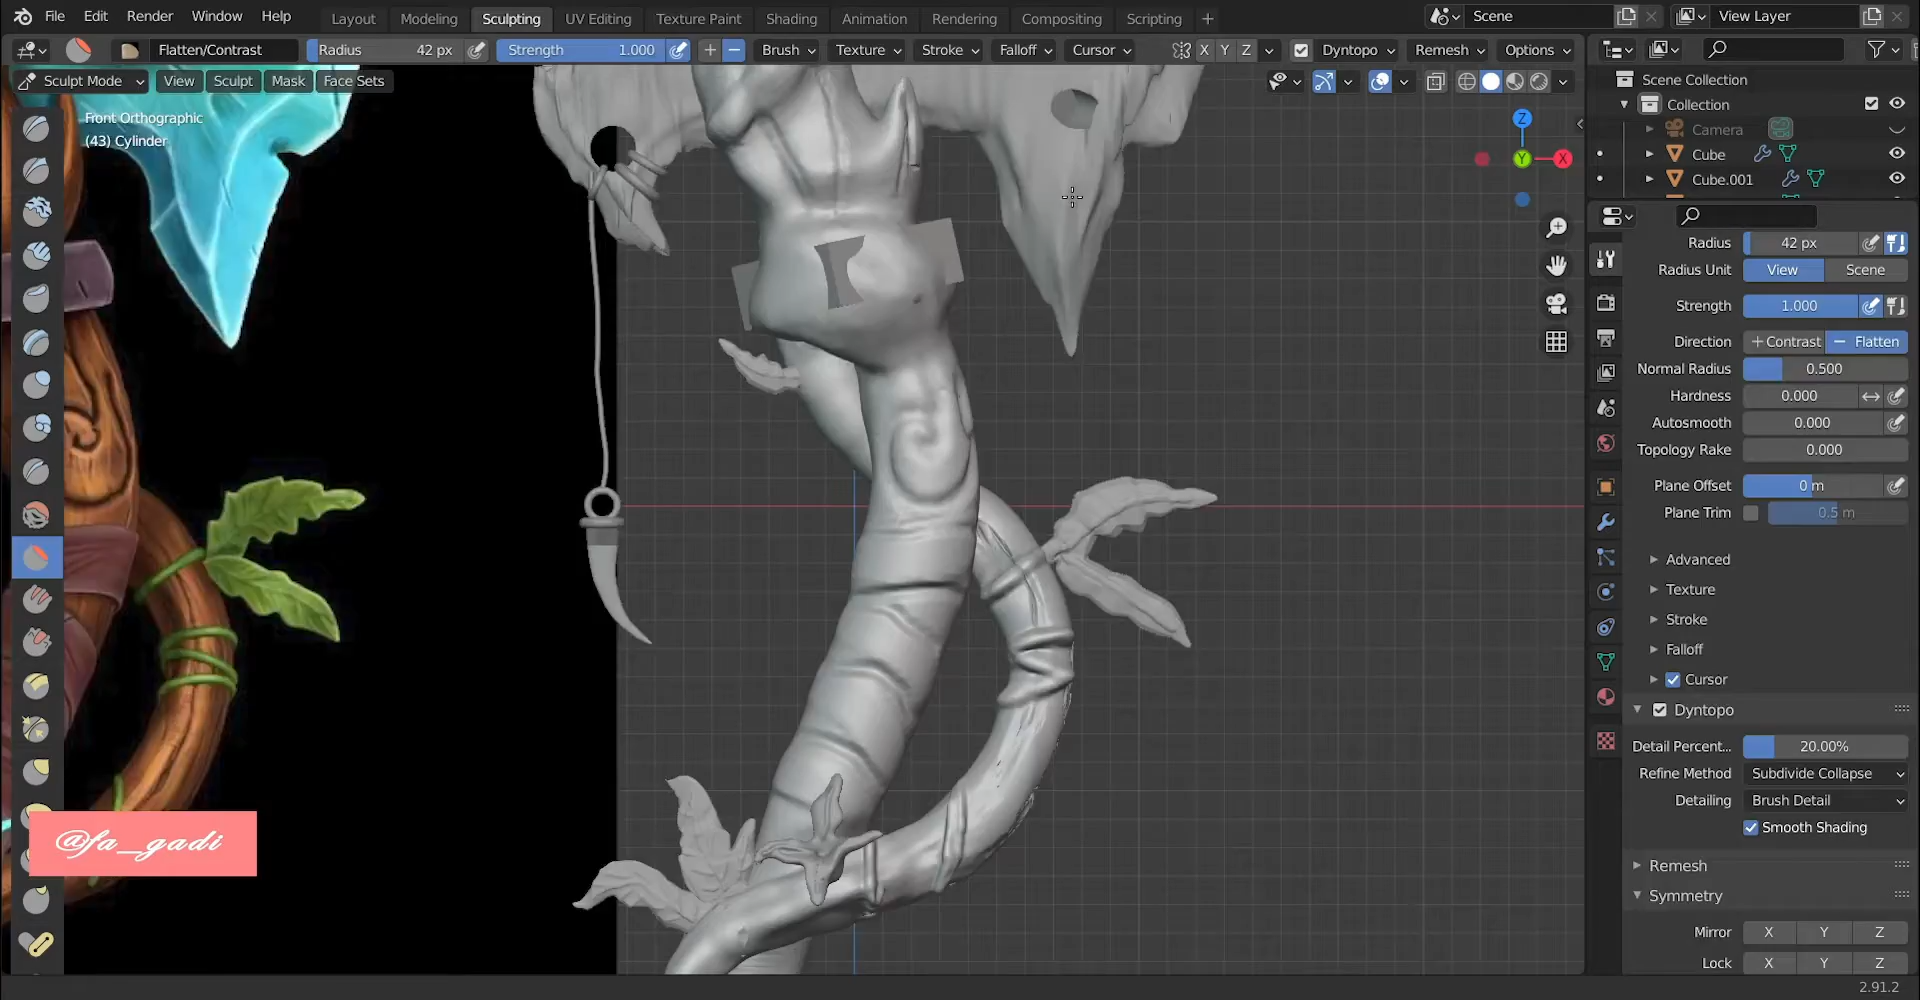 File Edit Render Window Help Layout Modeling Sculpting UV Editing Texture Paint Shading Animation Rendering Compositing Scripting + Scene View Layer
Flatten/Contrast Radius 42 px Strength 1.000 Brush Texture Stroke Falloff Cursor X Y Z Dyntopo Remesh Options
Sculpt Mode View Sculpt Mask Face Sets
Front Orthographic
(43) Cylinder
Z
Y
X
@fa_gadi
Scene Collection
Collection
Camera
Cube
Cube.001
Radius 42 px
Radius Unit View Scene
Strength 1.000
Direction + Contrast − Flatten
Normal Radius 0.500
Hardness 0.000
Autosmooth 0.000
Topology Rake 0.000
Plane Offset 0 m
Plane Trim 0.5 m
Advanced
Texture
Stroke
Falloff
Cursor
Dyntopo
Detail Percent... 20.00%
Refine Method Subdivide Collapse
Detailing Brush Detail
Smooth Shading
Remesh
Symmetry
Mirror X Y Z
Lock X Y Z
2.91.2